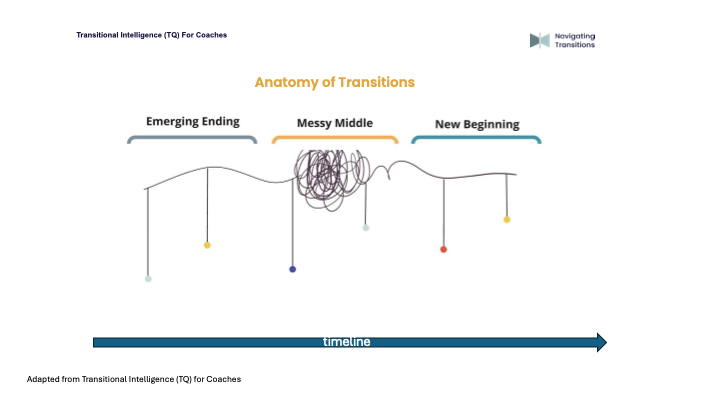 Transitional Intelligence (TQ) For Coaches
Navigating
Transitions
Anatomy of Transitions
Emerging Ending
Messy Middle
New Beginning
timeline
Adapted from Transitional Intelligence (TQ) for Coaches